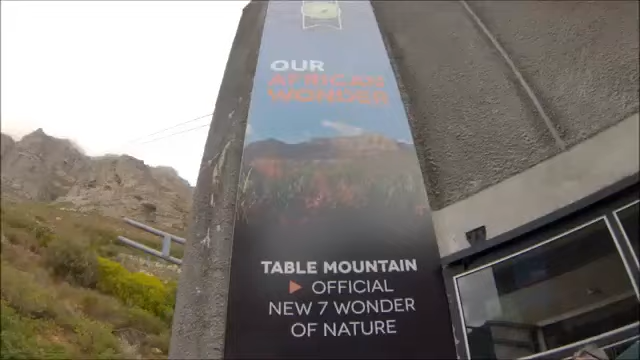 OUR
AFRICAN
WONDER
TABLE MOUNTAIN
OFFICIAL
NEW 7 WONDER
OF NATURE